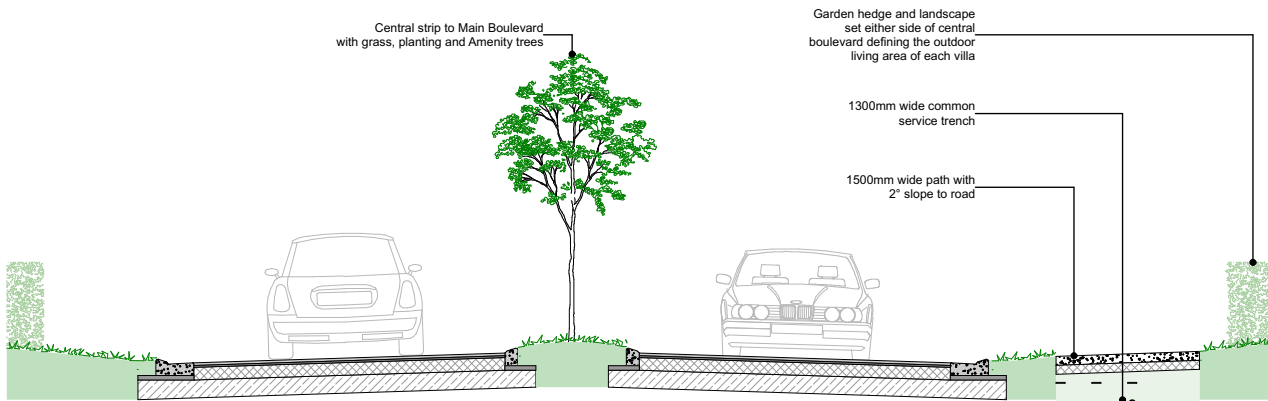 Central strip to Main Boulevard
with grass, planting and Amenity trees
Garden hedge and landscape
set either side of central
boulevard defining the outdoor
living area of each villa
1300mm wide common
service trench
1500mm wide path with
2° slope to road